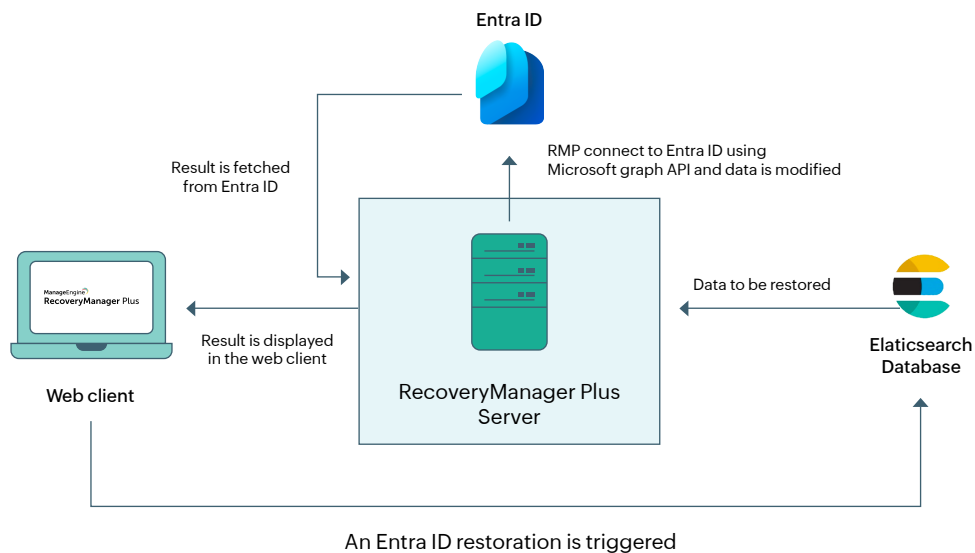 Entra ID
RMP connect to Entra ID using
Microsoft graph API and data is modified
Result is fetched
from Entra ID
ManageEngine
RecoveryManager Plus
Web client
Result is displayed
in the web client
RecoveryManager Plus
Server
Data to be restored
Elaticsearch
Database
An Entra ID restoration is triggered